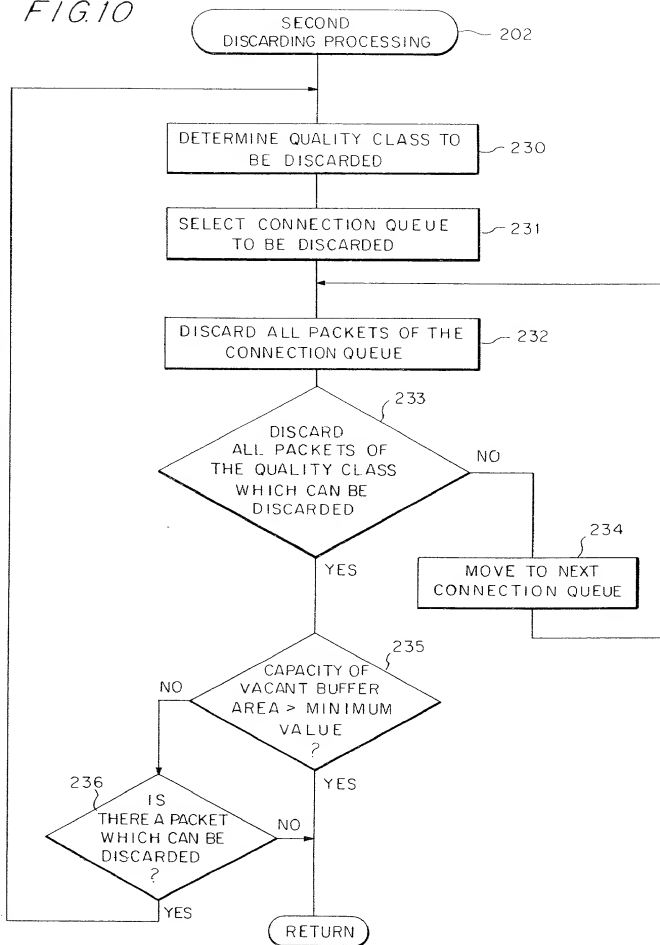 FIG.10
SECOND
DISCARDING PROCESSING
202
DETERMINE QUALITY CLASS TO
BE DISCARDED
230
SELECT CONNECTION QUEUE
TO BE DISCARDED
231
DISCARD ALL PACKETS OF THE
CONNECTION QUEUE
232
233
DISCARD
ALL PACKETS OF
THE QUALITY CLASS
WHICH CAN BE
DISCARDED
NO
YES
234
MOVE TO NEXT
CONNECTION QUEUE
235
CAPACITY OF
VACANT BUFFER
AREA > MINIMUM
VALUE
?
NO
YES
236
IS
THERE A PACKET
WHICH CAN BE
DISCARDED
?
NO
YES
RETURN